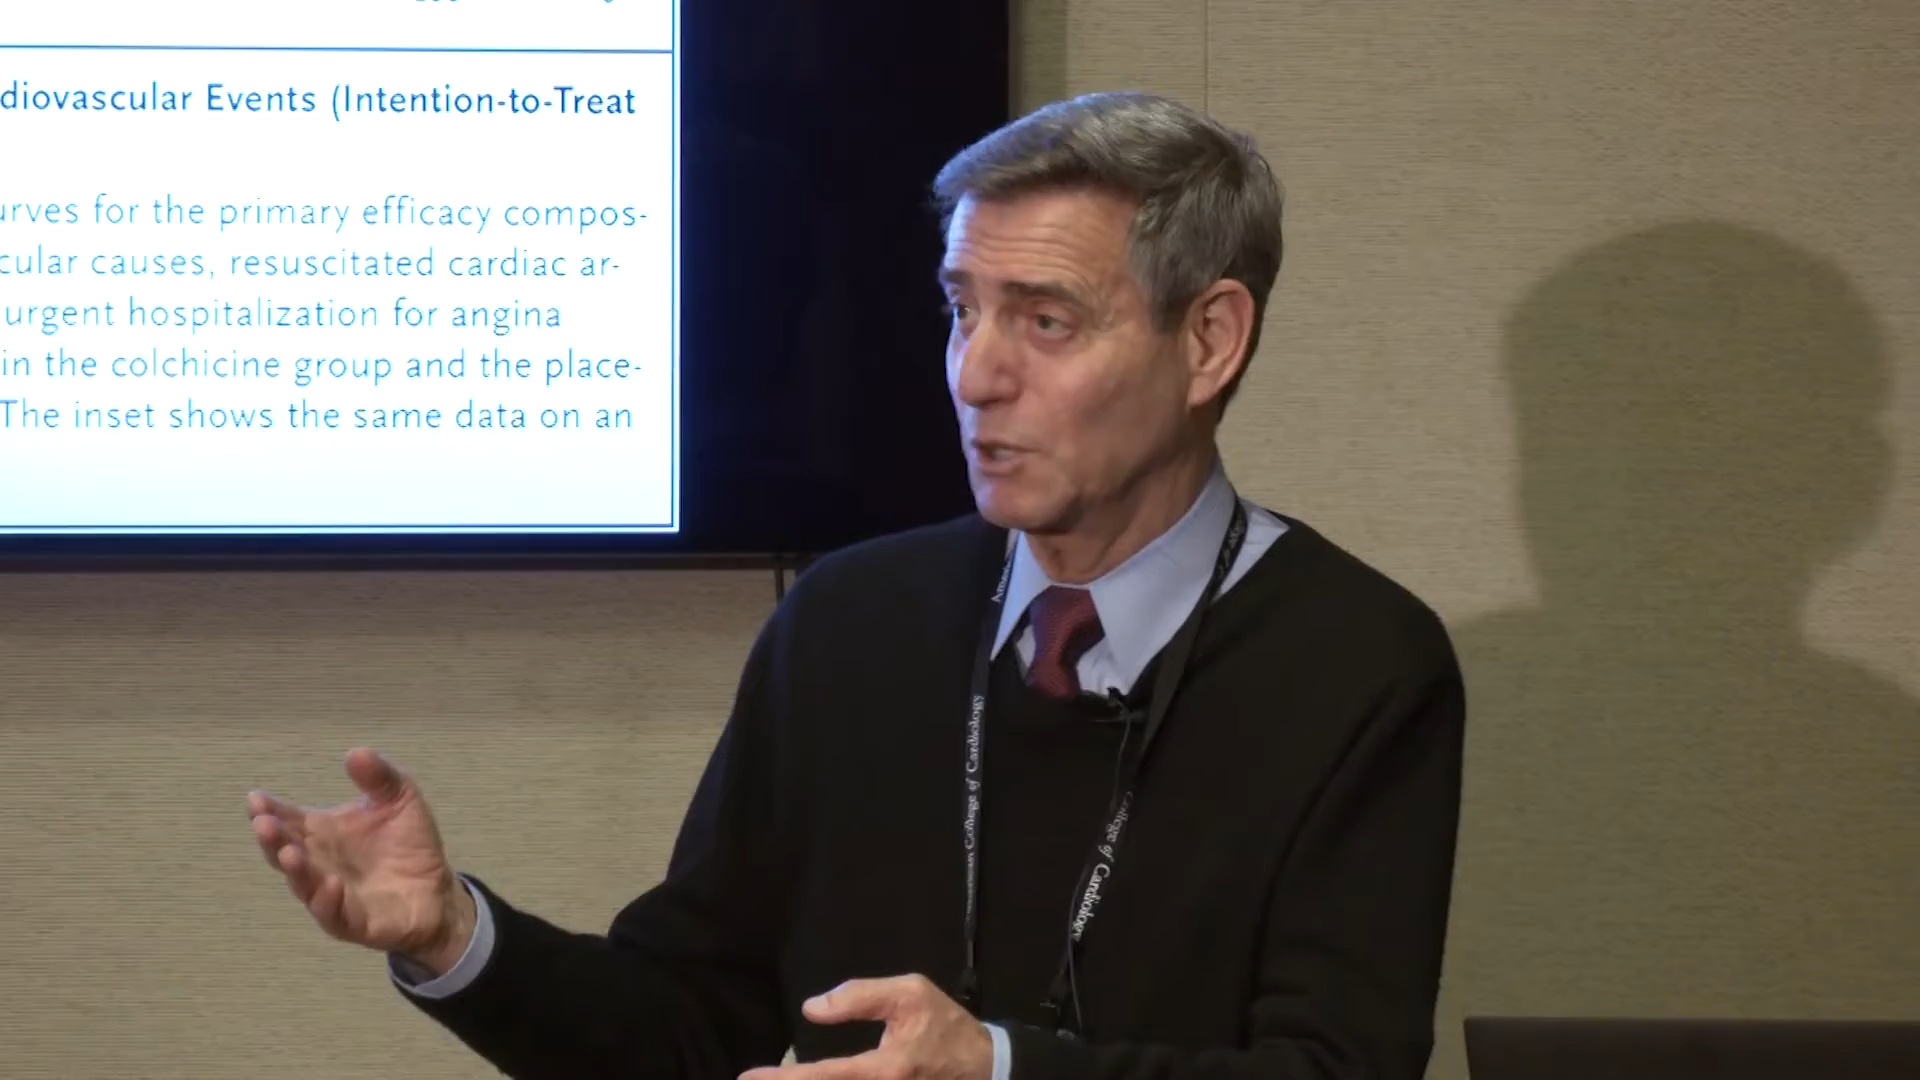 diovascular Events (Intention-to-Treat
urves for the primary efficacy compos-
cular causes, resuscitated cardiac ar-
urgent hospitalization for angina
in the colchicine group and the place-
The inset shows the same data on an
American College of Cardiology
College of Cardiology